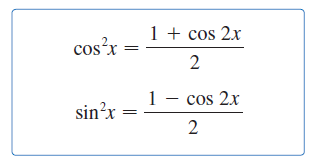 cos²x = (1 + cos 2x)/2
sin²x = (1 − cos 2x)/2